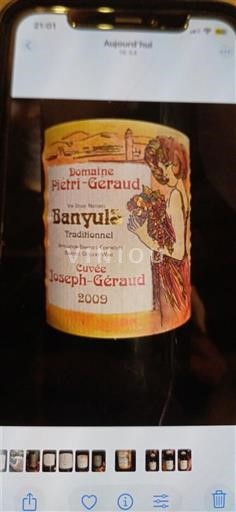 21:01
Aujourd'hui
Domaine
Piétri-Géraud
Vin Doux Naturel
Banyuls
Traditionnel
Cuvée
Joseph-Géraud
2009